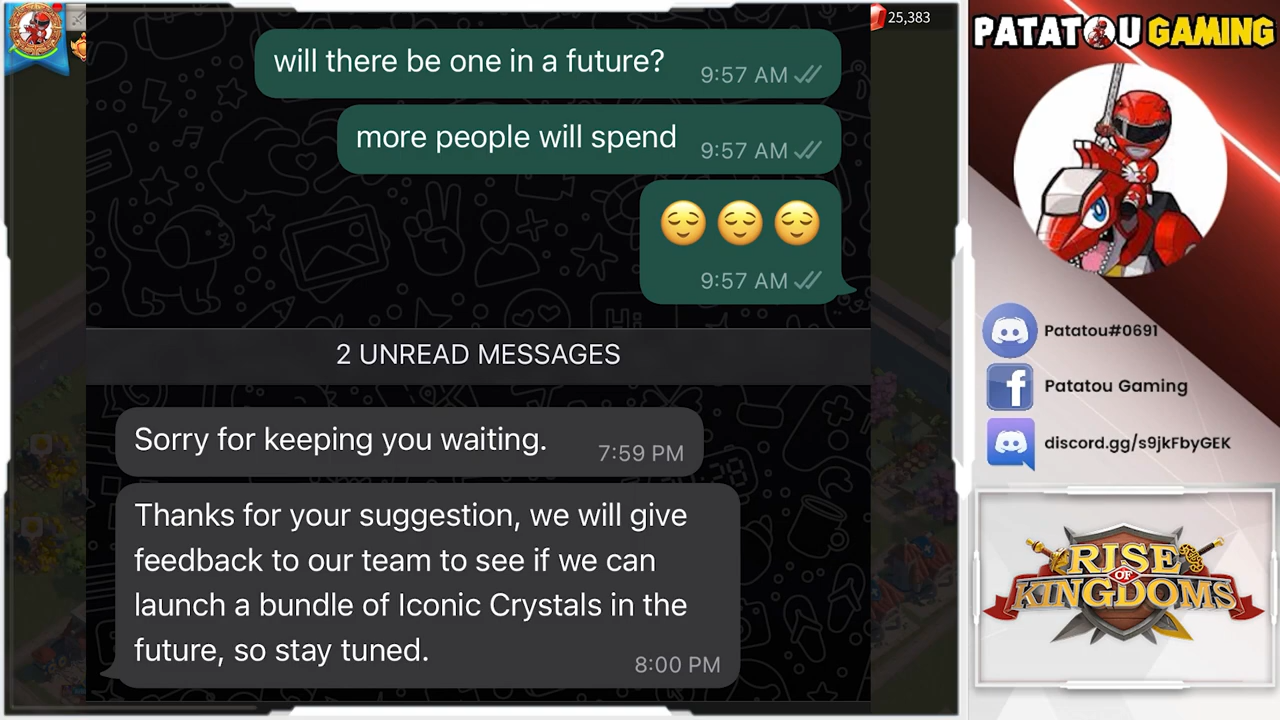 25,383
will there be one in a future?
9:57 AM
more people will spend
9:57 AM
😌 😌 😌
9:57 AM
2 UNREAD MESSAGES
Sorry for keeping you waiting.
7:59 PM
Thanks for your suggestion, we will give
feedback to our team to see if we can
launch a bundle of Iconic Crystals in the
future, so stay tuned.
8:00 PM
PATATOU GAMING
Patatou#0691
Patatou Gaming
discord.gg/s9jkFbyGEK
RISE
OF
KINGDOMS